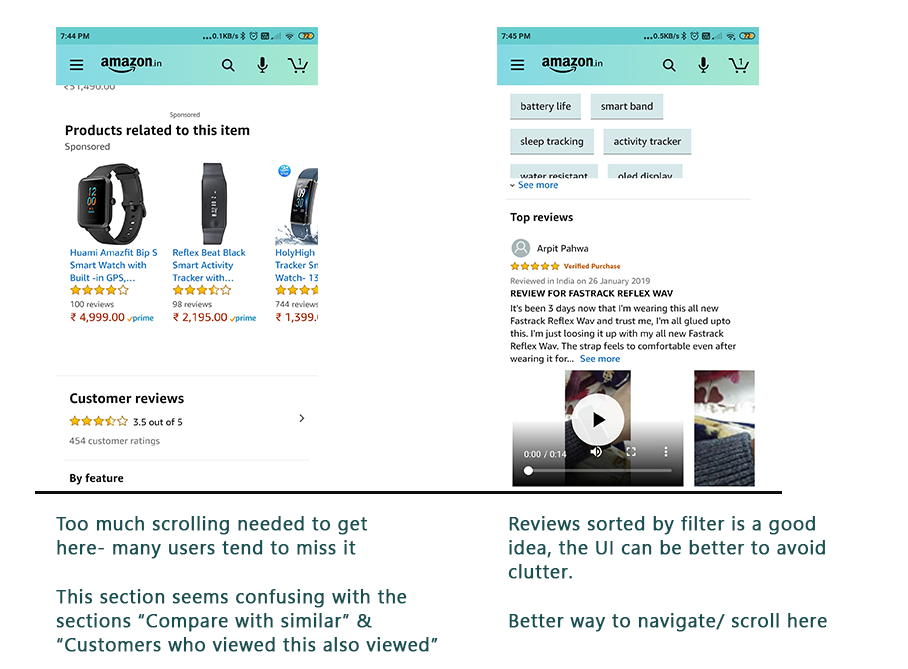 7:44 PM
...0.1KB/s
72
amazon.in
1
₹51,490.00
Sponsored
Products related to this item
Sponsored
Huami Amazfit Bip S
Smart Watch with
Built -in GPS,...
100 reviews
₹ 4,999.00 prime
Reflex Beat Black
Smart Activity
Tracker with...
98 reviews
₹ 2,195.00 prime
HolyHigh
Tracker Sm
Watch- 13
744 reviews
₹ 1,399.
Customer reviews
3.5 out of 5
454 customer ratings
By feature
Too much scrolling needed to get
here- many users tend to miss it
This section seems confusing with the
sections “Compare with similar” &
“Customers who viewed this also viewed”
7:45 PM
...0.5KB/s
72
amazon.in
1
battery life
smart band
sleep tracking
activity tracker
water resistant
oled display
See more
Top reviews
Arpit Pahwa
Verified Purchase
Reviewed in India on 26 January 2019
REVIEW FOR FASTRACK REFLEX WAV
It's been 3 days now that I'm wearing this all new
Fastrack Reflex Wav and trust me, I'm all glued upto
this. I'm just loosing it up with my all new Fastrack
Reflex Wav. The strap feels to comfortable even after
wearing it for... See more
0:00 / 0:14
Reviews sorted by filter is a good
idea, the UI can be better to avoid
clutter.
Better way to navigate/ scroll here